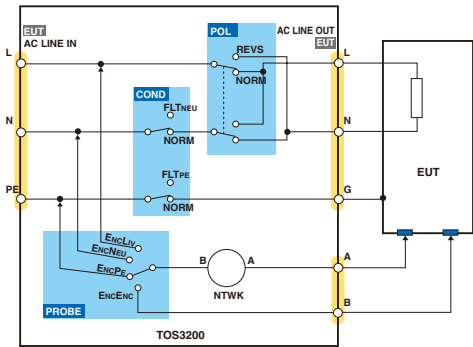 EUT
AC LINE IN
POL
AC LINE OUT
EUT
L
REVS
L
NORM
COND
FLTNEU
N
NORM
N
FLTPE
EUT
PE
NORM
G
ENCLIV
ENCNEU
ENCPE
B
A
A
ENCENC
NTWK
B
PROBE
TOS3200